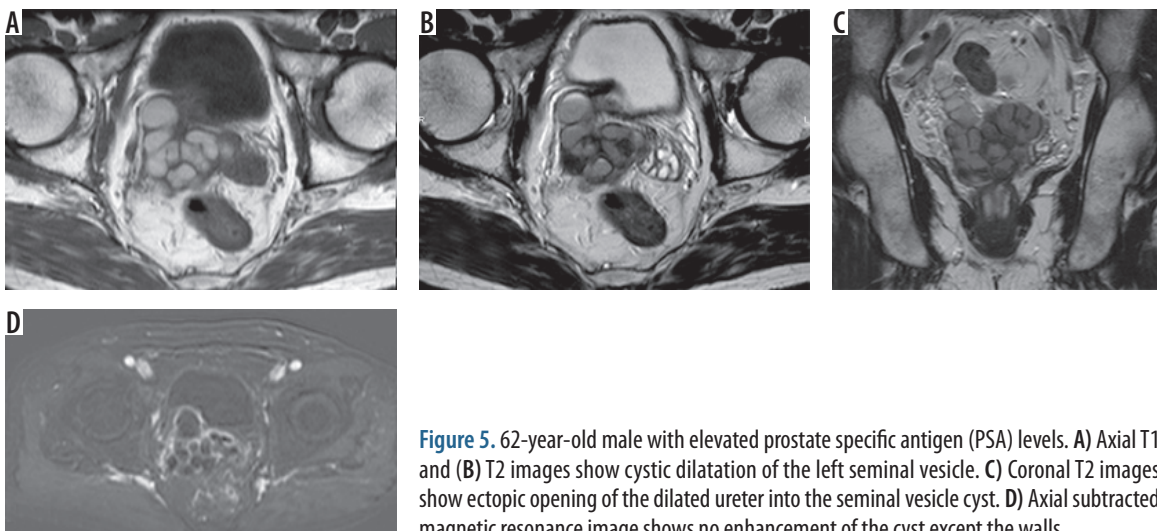 A
B
C
D
Figure 5. 62-year-old male with elevated prostate specific antigen (PSA) levels. A) Axial T1
and (B) T2 images show cystic dilatation of the left seminal vesicle. C) Coronal T2 images
show ectopic opening of the dilated ureter into the seminal vesicle cyst. D) Axial subtracted
magnetic resonance image shows no enhancement of the cyst except the walls